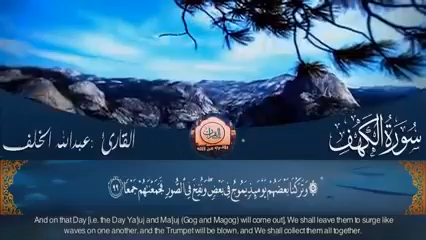 سُورَةُ الْكَهْفِ
القارئ : عبدالله الخلف
۞ وَتَرَكْنَا بَعْضَهُمْ يَوْمَئِذٍ يَمُوجُ فِي بَعْضٍ وَنُفِخَ فِي الصُّورِ فَجَمَعْنَاهُمْ جَمْعًا ٩٩
And on that Day [i.e. the Day Ya'juj and Ma'juj (Gog and Magog) will come out], We shall leave them to surge like
waves on one another, and the Trumpet will be blown, and We shall collect them all together.